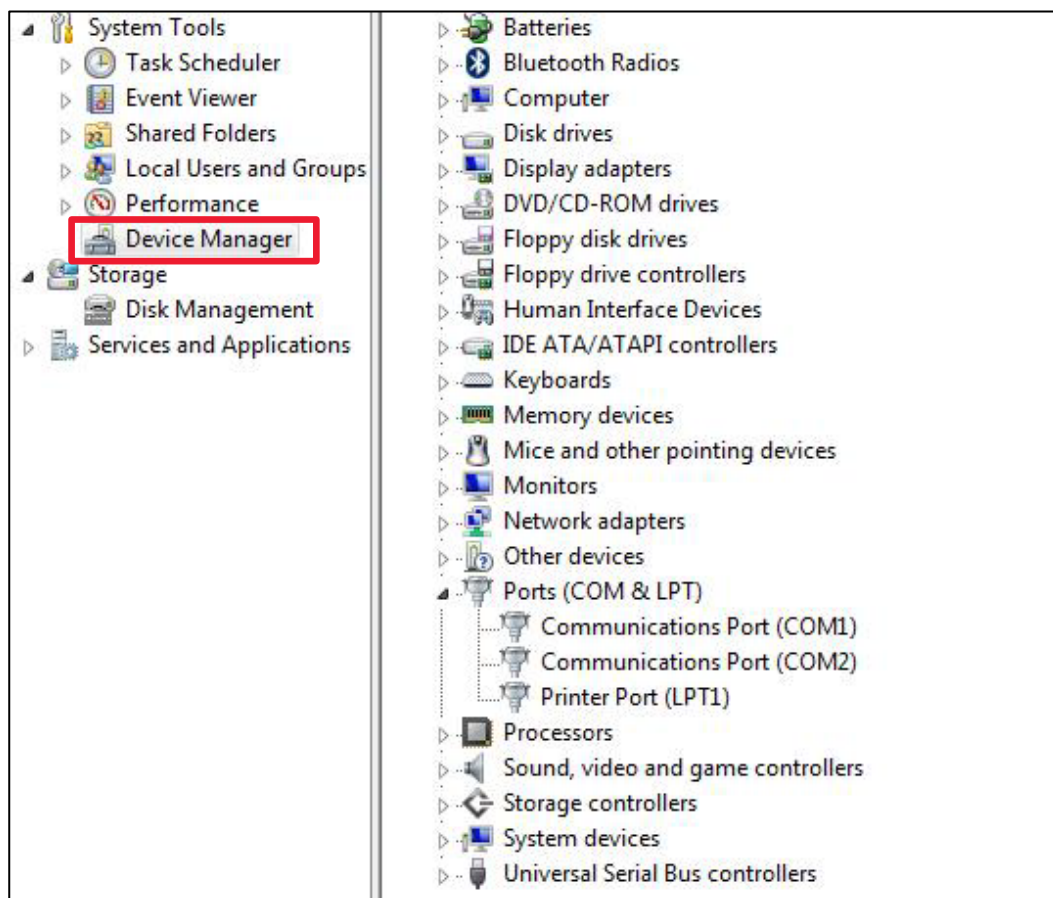 System Tools
Task Scheduler
Event Viewer
Shared Folders
Local Users and Groups
Performance
Device Manager
Storage
Disk Management
Services and Applications
Batteries
Bluetooth Radios
Computer
Disk drives
Display adapters
DVD/CD-ROM drives
Floppy disk drives
Floppy drive controllers
Human Interface Devices
IDE ATA/ATAPI controllers
Keyboards
Memory devices
Mice and other pointing devices
Monitors
Network adapters
Other devices
Ports (COM & LPT)
Communications Port (COM1)
Communications Port (COM2)
Printer Port (LPT1)
Processors
Sound, video and game controllers
Storage controllers
System devices
Universal Serial Bus controllers